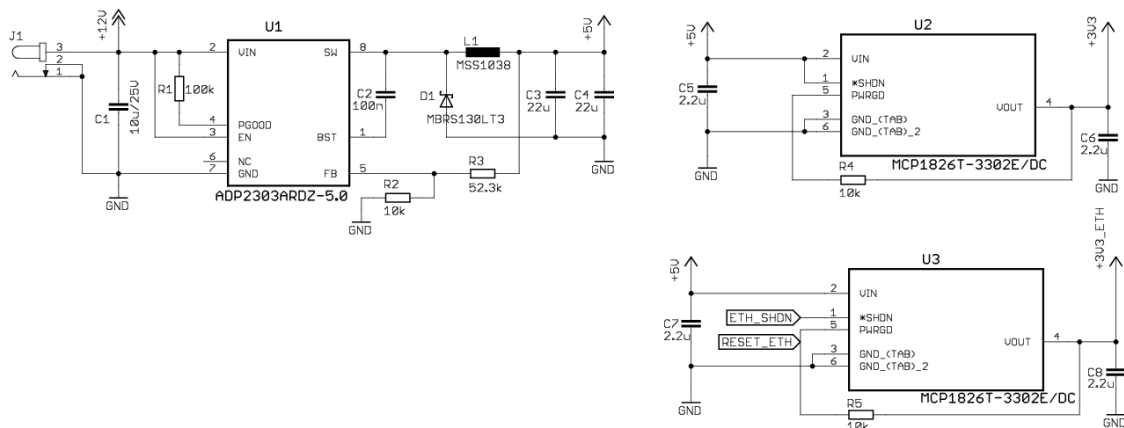 J1
3
2
1
+12V
C1
10u/25V
GND
R1
100k
U1
2
VIN
4
PGOOD
3
EN
6
NC
7
GND
SW
8
BST
1
FB
5
ADP2303ARDZ-5.0
C2
100n
D1
MBRS130LT3
L1
MSS1038
R2
10k
GND
R3
52.3k
C3
22u
C4
22u
+5V
GND
U2
+5V
C5
2.2u
GND
2
VIN
1
*SHDN
5
PWRGD
3
GND_(TAB)
6
GND_(TAB)_2
VOUT
4
MCP1826T-3302E/DC
R4
10k
+3V3
C6
2.2u
GND
U3
+5V
C7
2.2u
GND
ETH_SHDN
RESET_ETH
2
VIN
1
*SHDN
5
PWRGD
3
GND_(TAB)
6
GND_(TAB)_2
VOUT
4
MCP1826T-3302E/DC
R5
10k
+3V3_ETH
C8
2.2u
GND